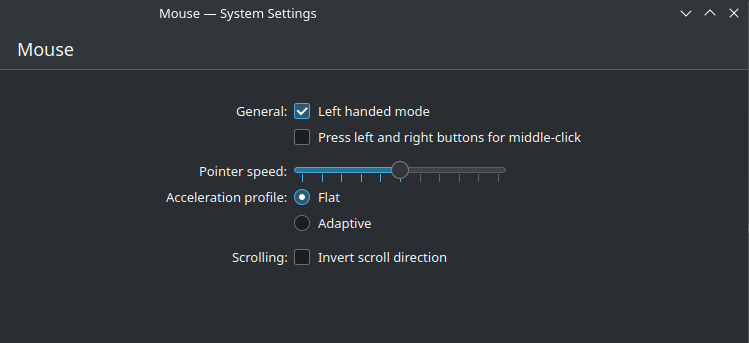 Mouse — System Settings
Mouse
General: Left handed mode
Press left and right buttons for middle-click
Pointer speed:
Acceleration profile: Flat
Adaptive
Scrolling: Invert scroll direction